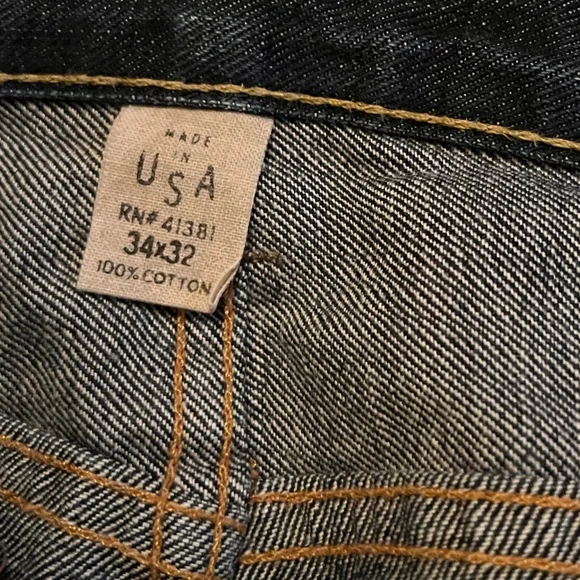 MADE
IN
USA
RN# 41381
34x32
100% COTTON